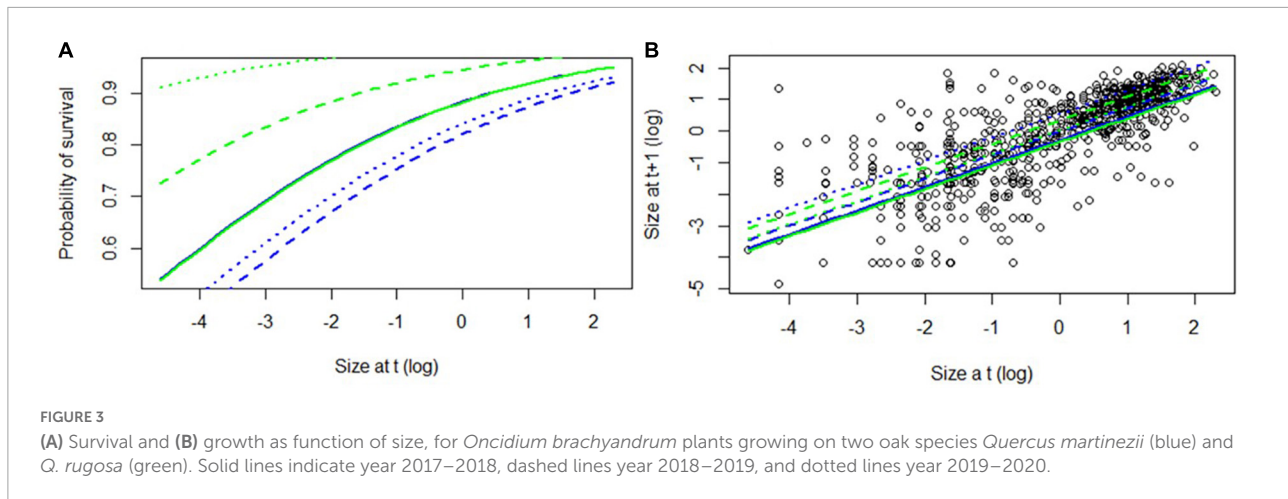 A
Probability of survival
0.9
0.8
0.7
0.6
-4 -3 -2 -1 0 1 2
Size at t (log)
B
Size at t+1 (log)
2
1
0
-1
-3
-5
-4 -3 -2 -1 0 1 2
Size a t (log)
FIGURE 3
(A) Survival and (B) growth as function of size, for Oncidium brachyandrum plants growing on two oak species Quercus martinezii (blue) and
Q. rugosa (green). Solid lines indicate year 2017–2018, dashed lines year 2018–2019, and dotted lines year 2019–2020.